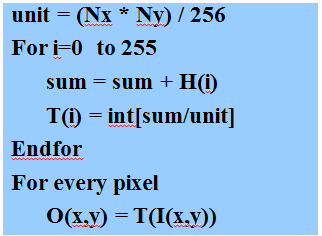 unit = (Nx * Ny) / 256
For i=0 to 255
sum = sum + H(i)
T(i) = int[sum/unit]
Endfor
For every pixel
O(x,y) = T(I(x,y))